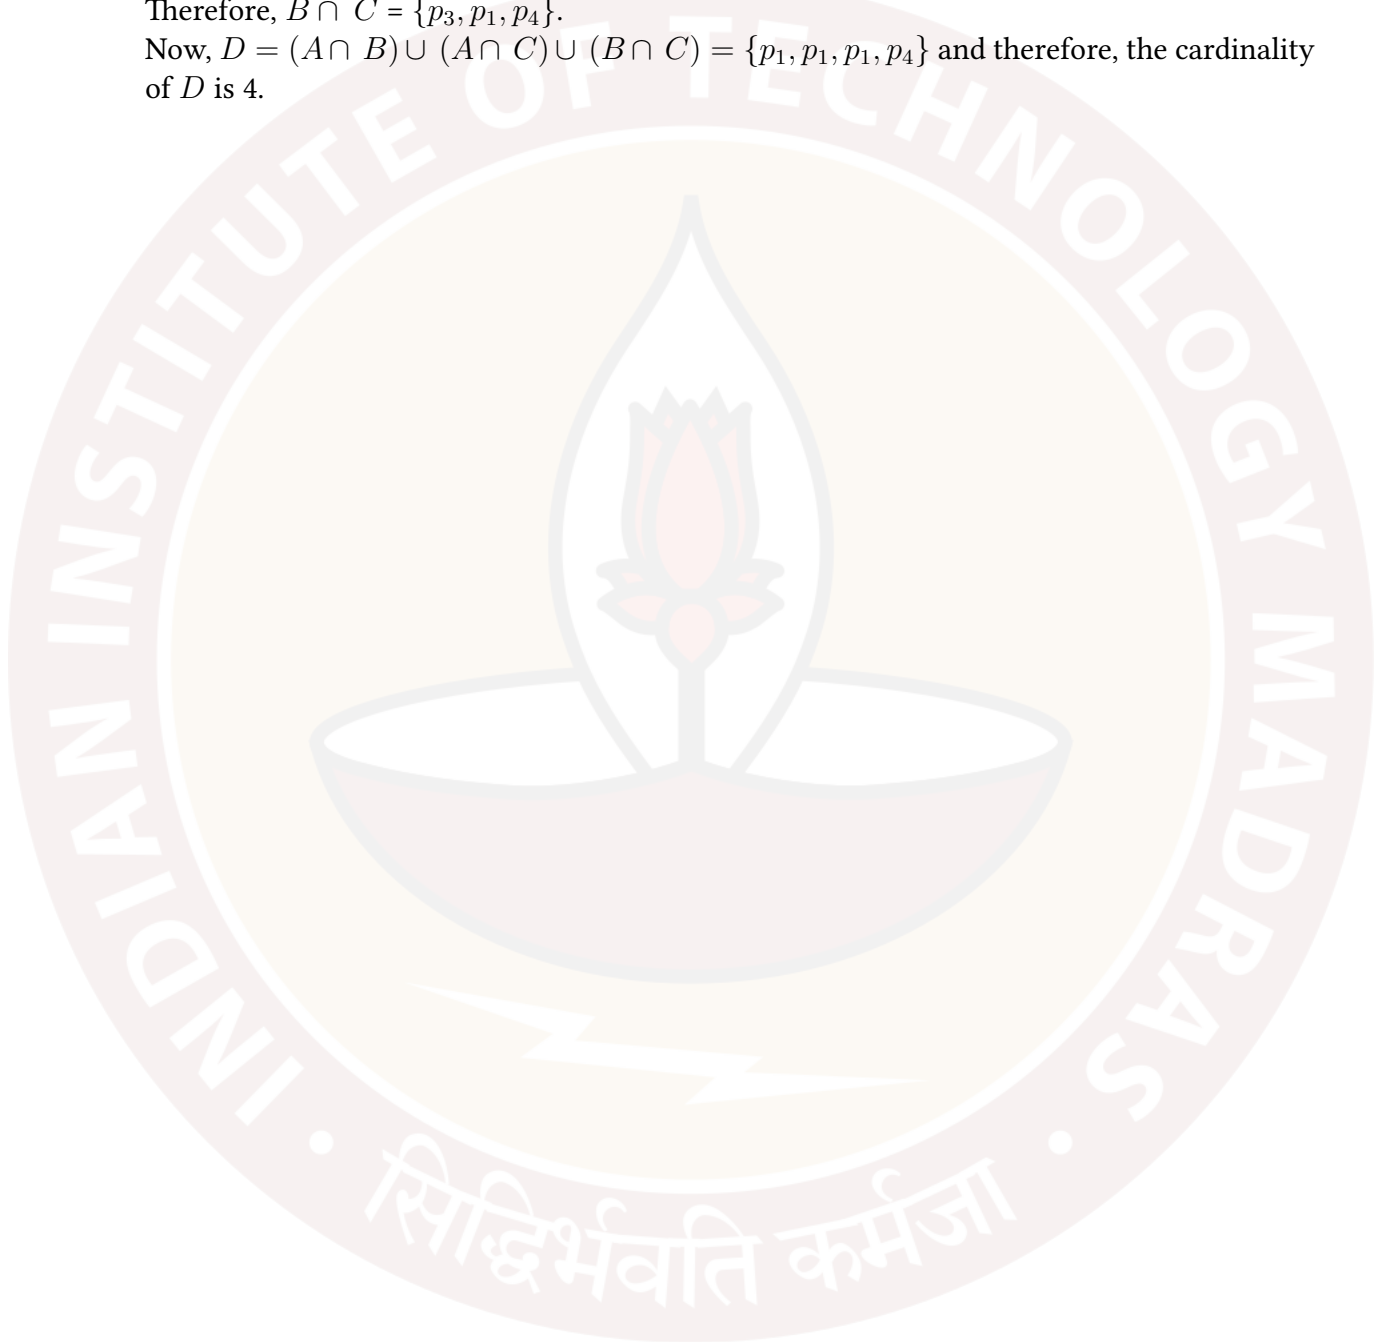 Therefore, B ∩ C = {p₃, p₁, p₄}.
Now, D = (A ∩ B) ∪ (A ∩ C) ∪ (B ∩ C) = {p₁, p₁, p₁, p₄} and therefore, the cardinality
of D is 4.
INDIAN INSTITUTE OF TECHNOLOGY MADRAS
सिद्धिर्भवति कर्मजा